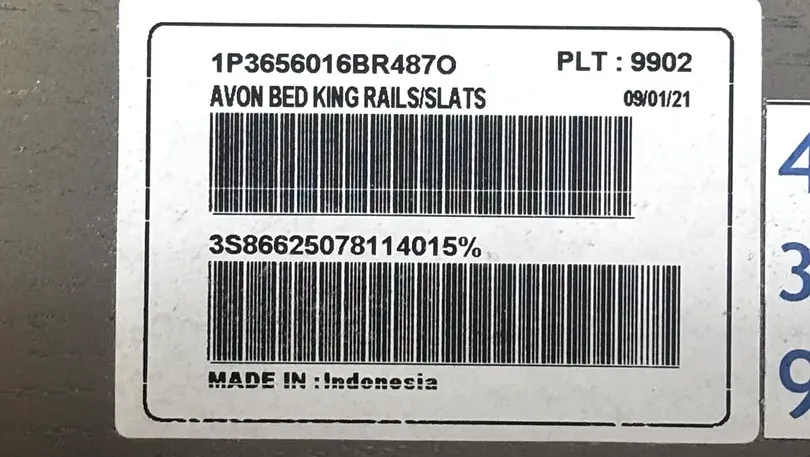 1P3656016BR487O
PLT : 9902
AVON BED KING RAILS/SLATS
09/01/21
3S86625078114015%
MADE IN : Indonesia
4
3
9